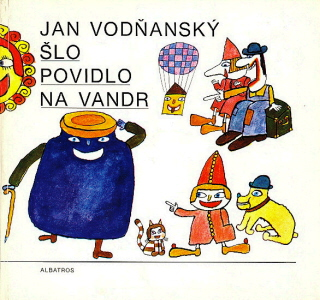 JAN VODŇANSKÝ
ŠLO
POVIDLO
NA VANDR
ALBATROS